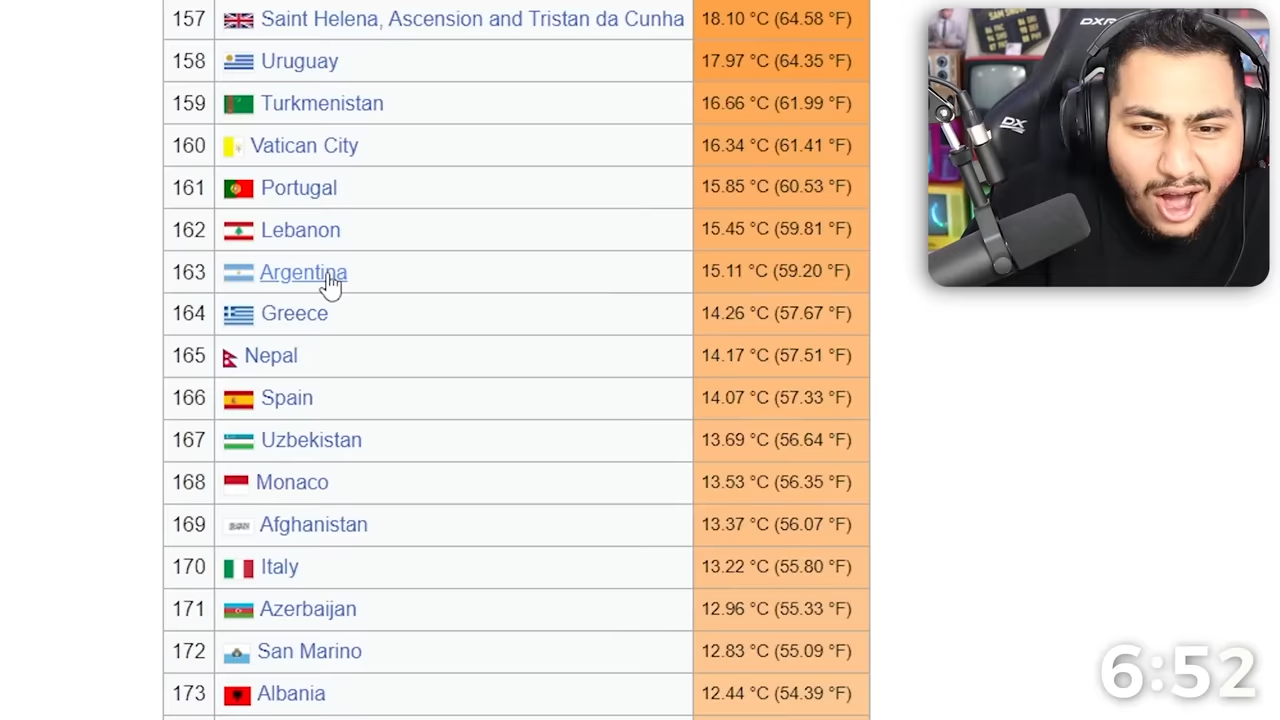 157 Saint Helena, Ascension and Tristan da Cunha 18.10 °C (64.58 °F)
158 Uruguay 17.97 °C (64.35 °F)
159 Turkmenistan 16.66 °C (61.99 °F)
160 Vatican City 16.34 °C (61.41 °F)
161 Portugal 15.85 °C (60.53 °F)
162 Lebanon 15.45 °C (59.81 °F)
163 Argentina 15.11 °C (59.20 °F)
164 Greece 14.26 °C (57.67 °F)
165 Nepal 14.17 °C (57.51 °F)
166 Spain 14.07 °C (57.33 °F)
167 Uzbekistan 13.69 °C (56.64 °F)
168 Monaco 13.53 °C (56.35 °F)
169 Afghanistan 13.37 °C (56.07 °F)
170 Italy 13.22 °C (55.80 °F)
171 Azerbaijan 12.96 °C (55.33 °F)
172 San Marino 12.83 °C (55.09 °F)
173 Albania 12.44 °C (54.39 °F)
DX
6:52